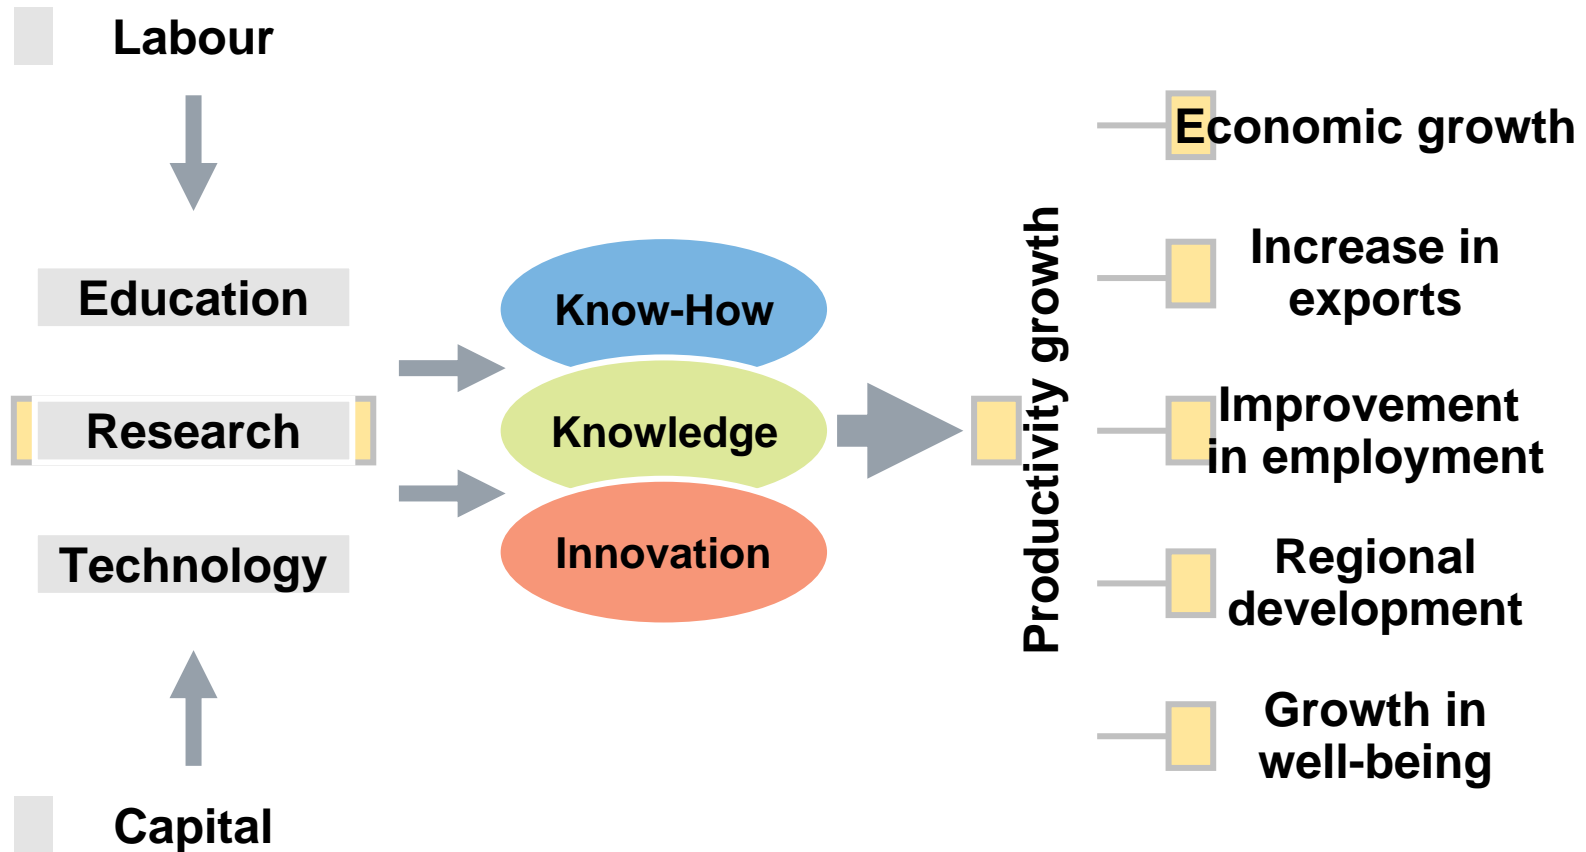 Labour
Education
Research
Technology
Capital
Know-How
Knowledge
Innovation
Productivity growth
Economic growth
Increase in
exports
Improvement
in employment
Regional
development
Growth in
well-being